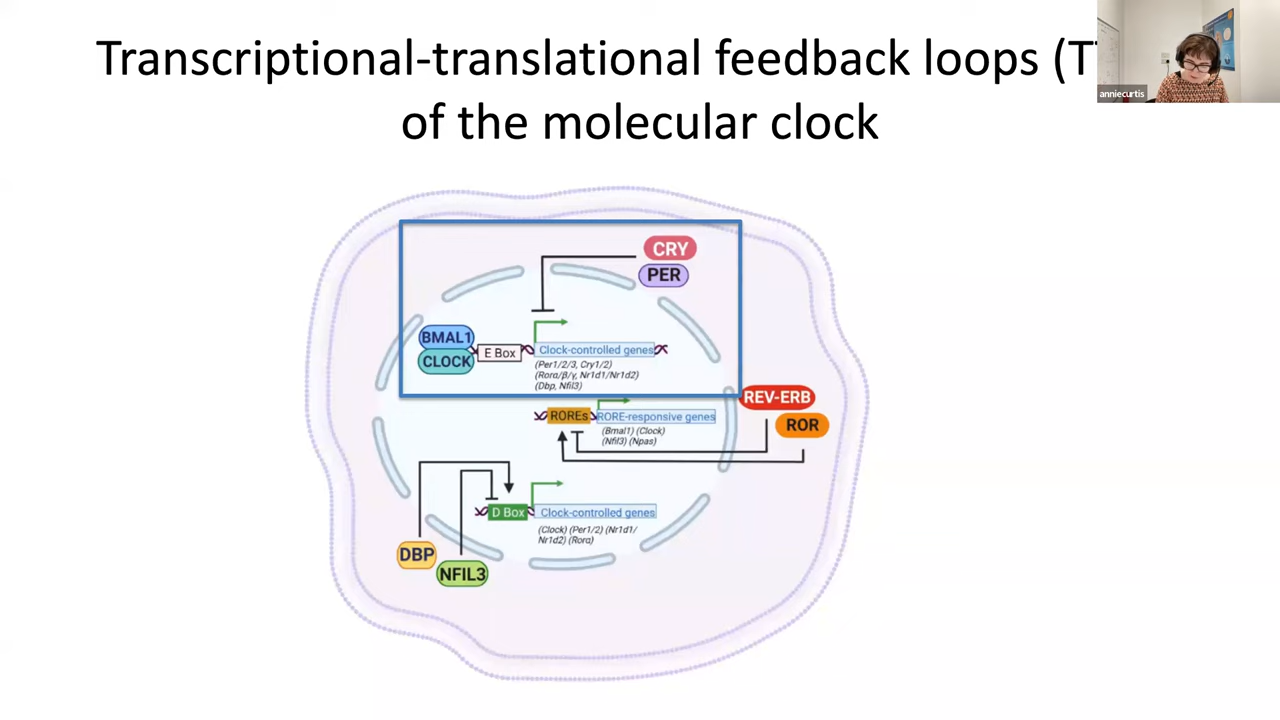 Transcriptional-translational feedback loops
of the molecular clock
anniecurtis
CRY
PER
BMAL1
CLOCK
E Box
Clock-controlled genes
(Per1/2/3, Cry1/2)
(Rorα/β/γ, Nr1d1/Nr1d2)
(Dbp, Nfil3)
REV-ERB
ROR
ROREs
RORE-responsive genes
(Bmal1) (Clock)
(Nfil3) (Npas)
D Box
Clock-controlled genes
(Clock) (Per1/2) (Nr1d1/
Nr1d2) (Rorα)
DBP
NFIL3